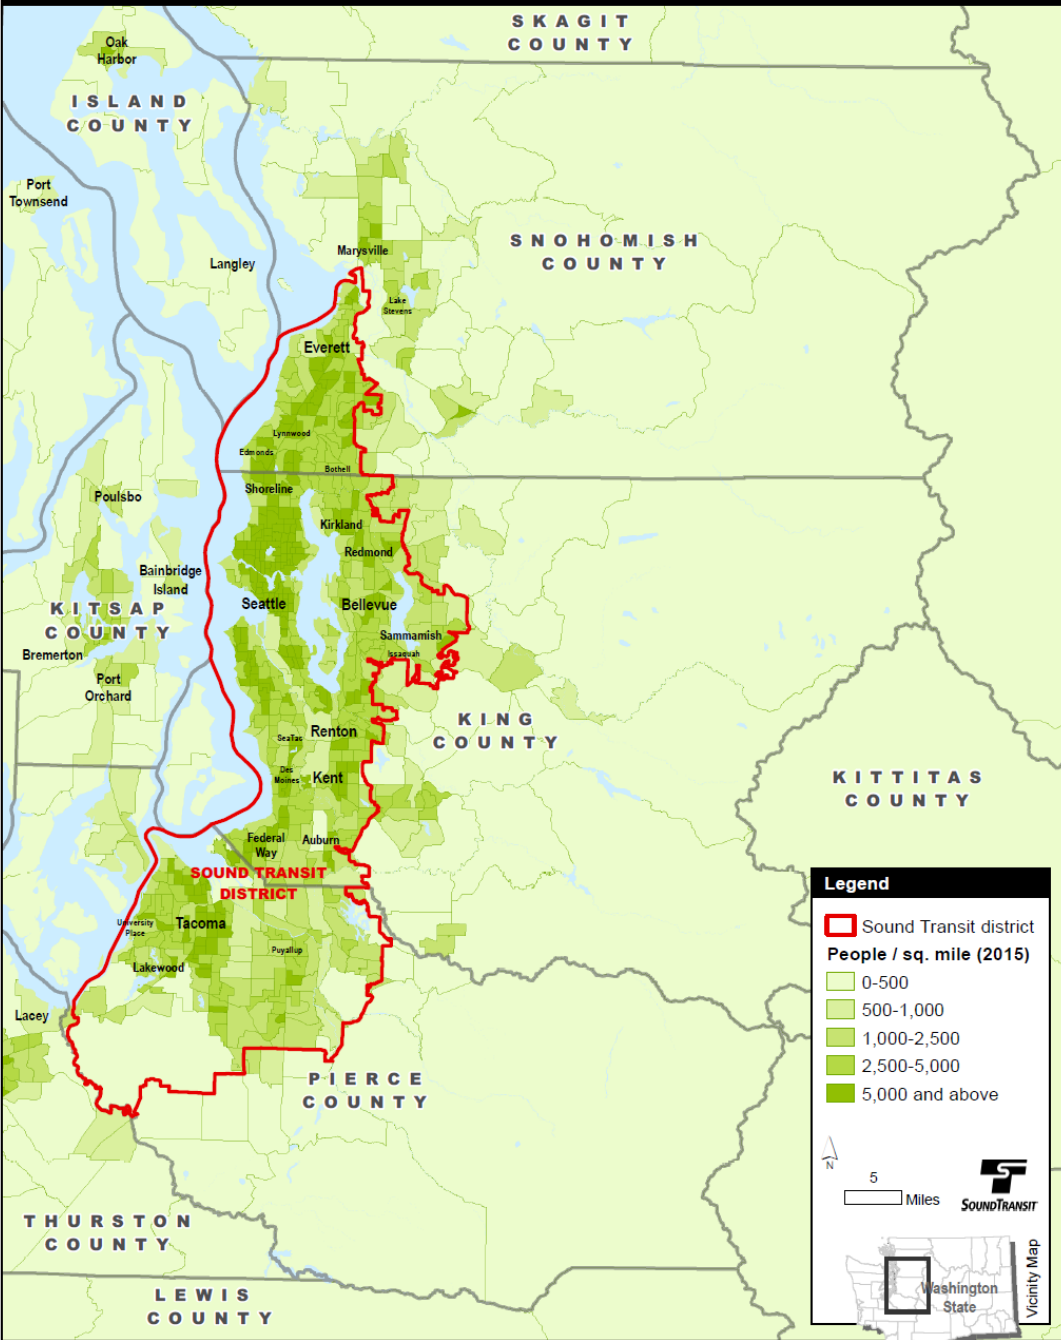 SKAGIT
COUNTY
Oak
Harbor
ISLAND
COUNTY
Port
Townsend
Langley
Marysville
SNOHOMISH
COUNTY
Lake
Stevens
Everett
Lynnwood
Edmonds
Bothell
Shoreline
Poulsbo
Kirkland
Redmond
Bainbridge
Island
Seattle
Bellevue
KITSAP
COUNTY
Sammamish
Issaquah
Bremerton
Port
Orchard
KING
COUNTY
Renton
SeaTac
Des
Moines
Kent
KITTITAS
COUNTY
Federal
Way
Auburn
SOUND TRANSIT
DISTRICT
University
Place
Tacoma
Puyallup
Lakewood
Lacey
PIERCE
COUNTY
THURSTON
COUNTY
LEWIS
COUNTY
Legend
Sound Transit district
People / sq. mile (2015)
0-500
500-1,000
1,000-2,500
2,500-5,000
5,000 and above
N
5
Miles
SOUNDTRANSIT
Washington
State
Vicinity Map